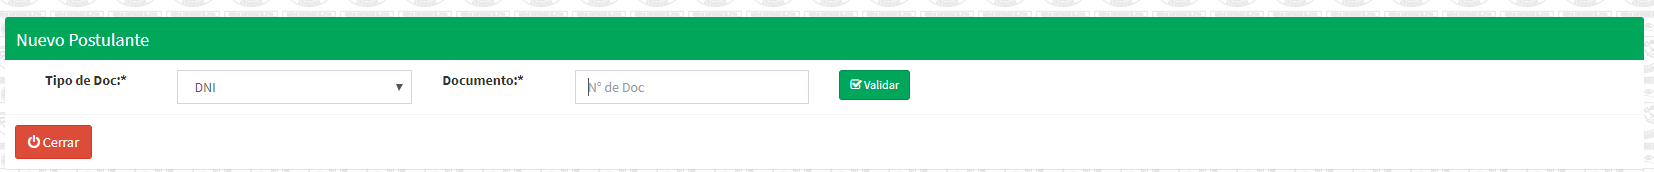 Nuevo Postulante
Tipo de Doc:* DNI Documento:* N° de Doc Validar
Cerrar